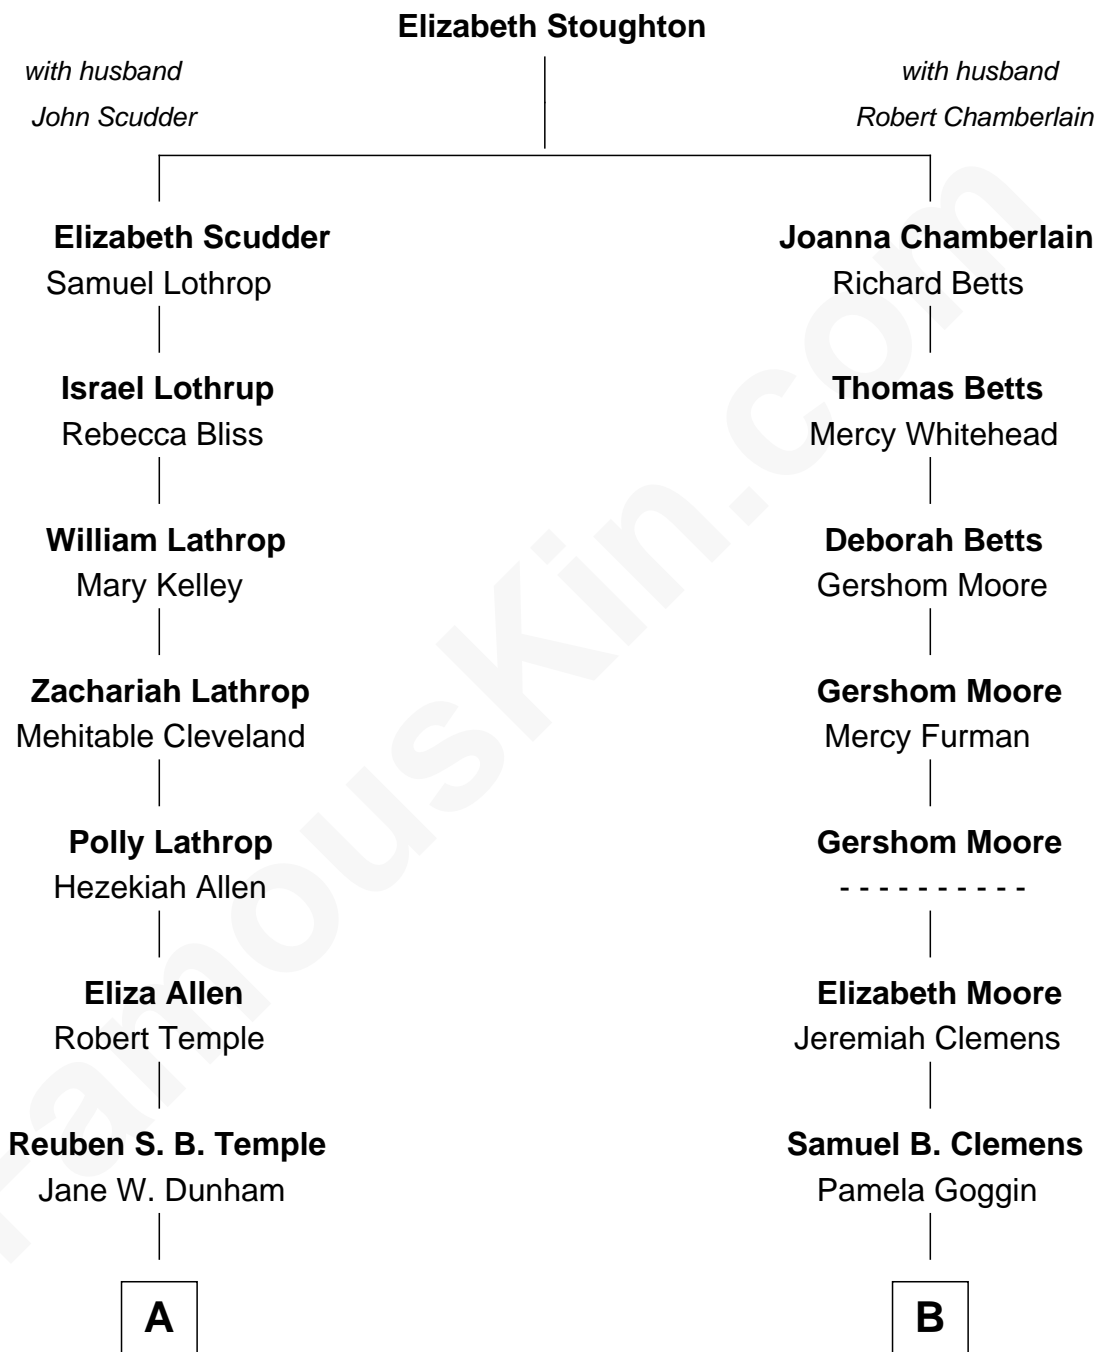 Elizabeth Stoughton
with husband
John Scudder
with husband
Robert Chamberlain
Elizabeth Scudder
Samuel Lothrop
Joanna Chamberlain
Richard Betts
Israel Lothrup
Rebecca Bliss
Thomas Betts
Mercy Whitehead
William Lathrop
Mary Kelley
Deborah Betts
Gershom Moore
Zachariah Lathrop
Mehitable Cleveland
Gershom Moore
Mercy Furman
Polly Lathrop
Hezekiah Allen
Gershom Moore
- - - - - - - - - -
Eliza Allen
Robert Temple
Elizabeth Moore
Jeremiah Clemens
Reuben S. B. Temple
Jane W. Dunham
Samuel B. Clemens
Pamela Goggin
A
B
FamousKin.com